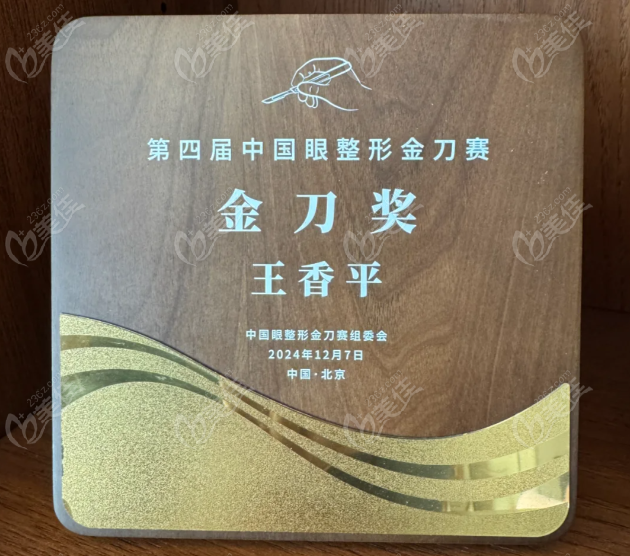 第四届中国眼整形金刀赛
金刀奖
王香平
中国眼整形金刀赛组委会
2024年12月7日
中国·北京